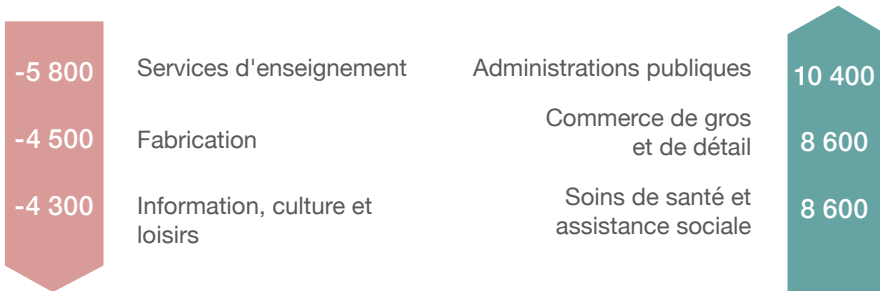 -5 800
Services d'enseignement
-4 500
Fabrication
-4 300
Information, culture et
loisirs
Administrations publiques
10 400
Commerce de gros
et de détail
8 600
Soins de santé et
assistance sociale
8 600